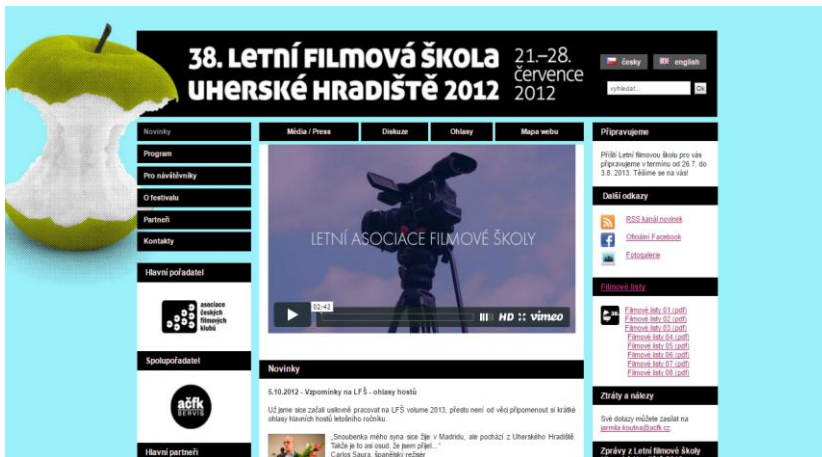 38. Letní filmová škola
Uherské Hradiště 2012
21.–28.
července
2012
česky
english
vyhledat...
Ok
Novinky
Program
Pro návštěvníky
O festivalu
Partneři
Kontakty
Hlavní pořadatel
asociace
českých
filmových
klubů
Spolupořadatel
ačfk
SERVIS
Hlavní partneři
Média / Press
Diskuze
Ohlasy
Mapa webu
LETNÍ ASOCIACE FILMOVÉ ŠKOLY
02:42
HD
vimeo
Novinky
5.10.2012 - Vzpomínky na LFŠ - ohlasy hostů
Už jsme sice začali usilovně pracovat na LFŠ volume 2013, přesto není od věci připomenout si krátké
ohlasy hlavních hostů letošního ročníku.
„Snoubenka mého syna sice žije v Madridu, ale pochází z Uherského Hradiště.
Takže je to asi osud, že jsem přijel...“
Carlos Saura, španělský režisér
Připravujeme
Příští Letní filmovou školu pro vás
připravujeme v termínu od 26.7. do
3.8. 2013. Těšíme se na vás!
Další odkazy
RSS kanál novinek
Oficiální Facebook
Fotogalerie
Filmové listy
Filmové listy 01 (pdf)
Filmové listy 02 (pdf)
Filmové listy 03 (pdf)
Filmové listy 04 (pdf)
Filmové listy 05 (pdf)
Filmové listy 06 (pdf)
Filmové listy 07 (pdf)
Filmové listy 08 (pdf)
Ztráty a nálezy
Své dotazy můžete zasílat na
jarmila.koutna@acfk.cz.
Zprávy z Letní filmové školy